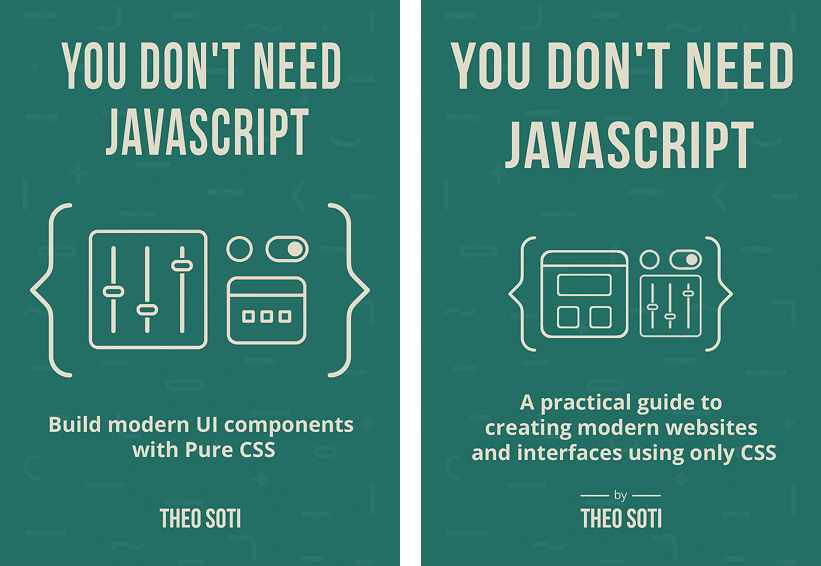 YOU DON'T NEED
JAVASCRIPT
Build modern UI components
with Pure CSS
THEO SOTI
YOU DON'T NEED
JAVASCRIPT
A practical guide to
creating modern websites
and interfaces using only CSS
by
THEO SOTI